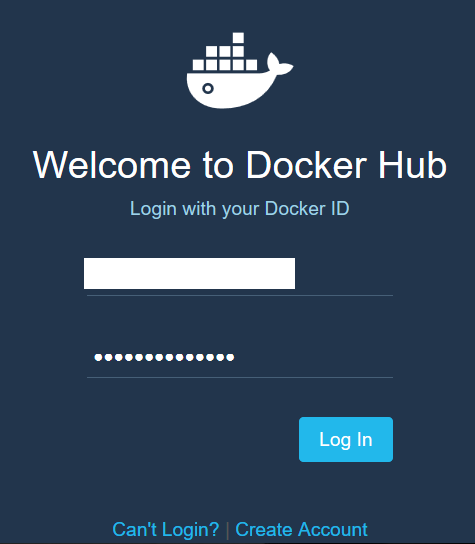 Welcome to Docker Hub
Login with your Docker ID
••••••••••••••
Log In
Can't Login? | Create Account